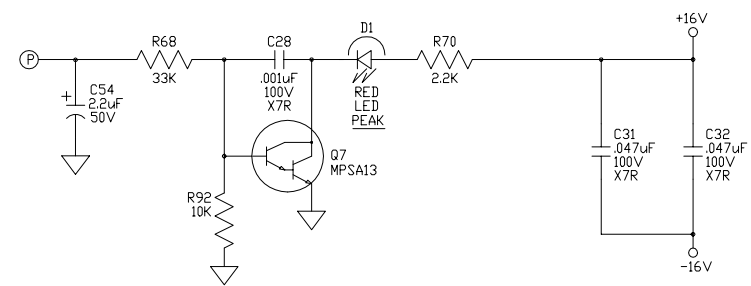 +16V
D1
R68
C28
R70
P
33K
.001uF
100V
X7R
RED
LED
PEAK
2.2K
+
C54
2.2uF
50V
C31
.047uF
100V
X7R
C32
.047uF
100V
X7R
Q7
MPSA13
R92
10K
-16V